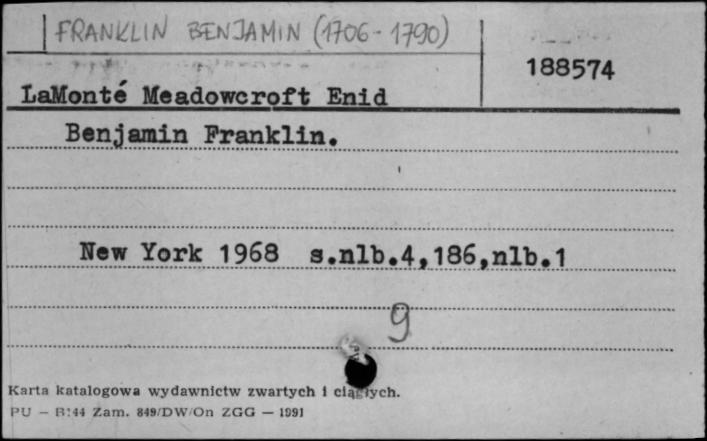 FRANKLIN BENJAMIN (1706-1790)
188574
LaMonté Meadowcroft Enid
Benjamin Franklin.
New York 1968 s.nlb.4,186,nlb.1
9
Karta katalogowa wydawnictw zwartych i ciągłych.
PU — B144 Zam. 849/DW/On ZGG — 1991